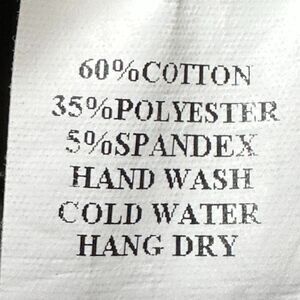 60%COTTON
35%POLYESTER
5%SPANDEX
HAND WASH
COLD WATER
HANG DRY